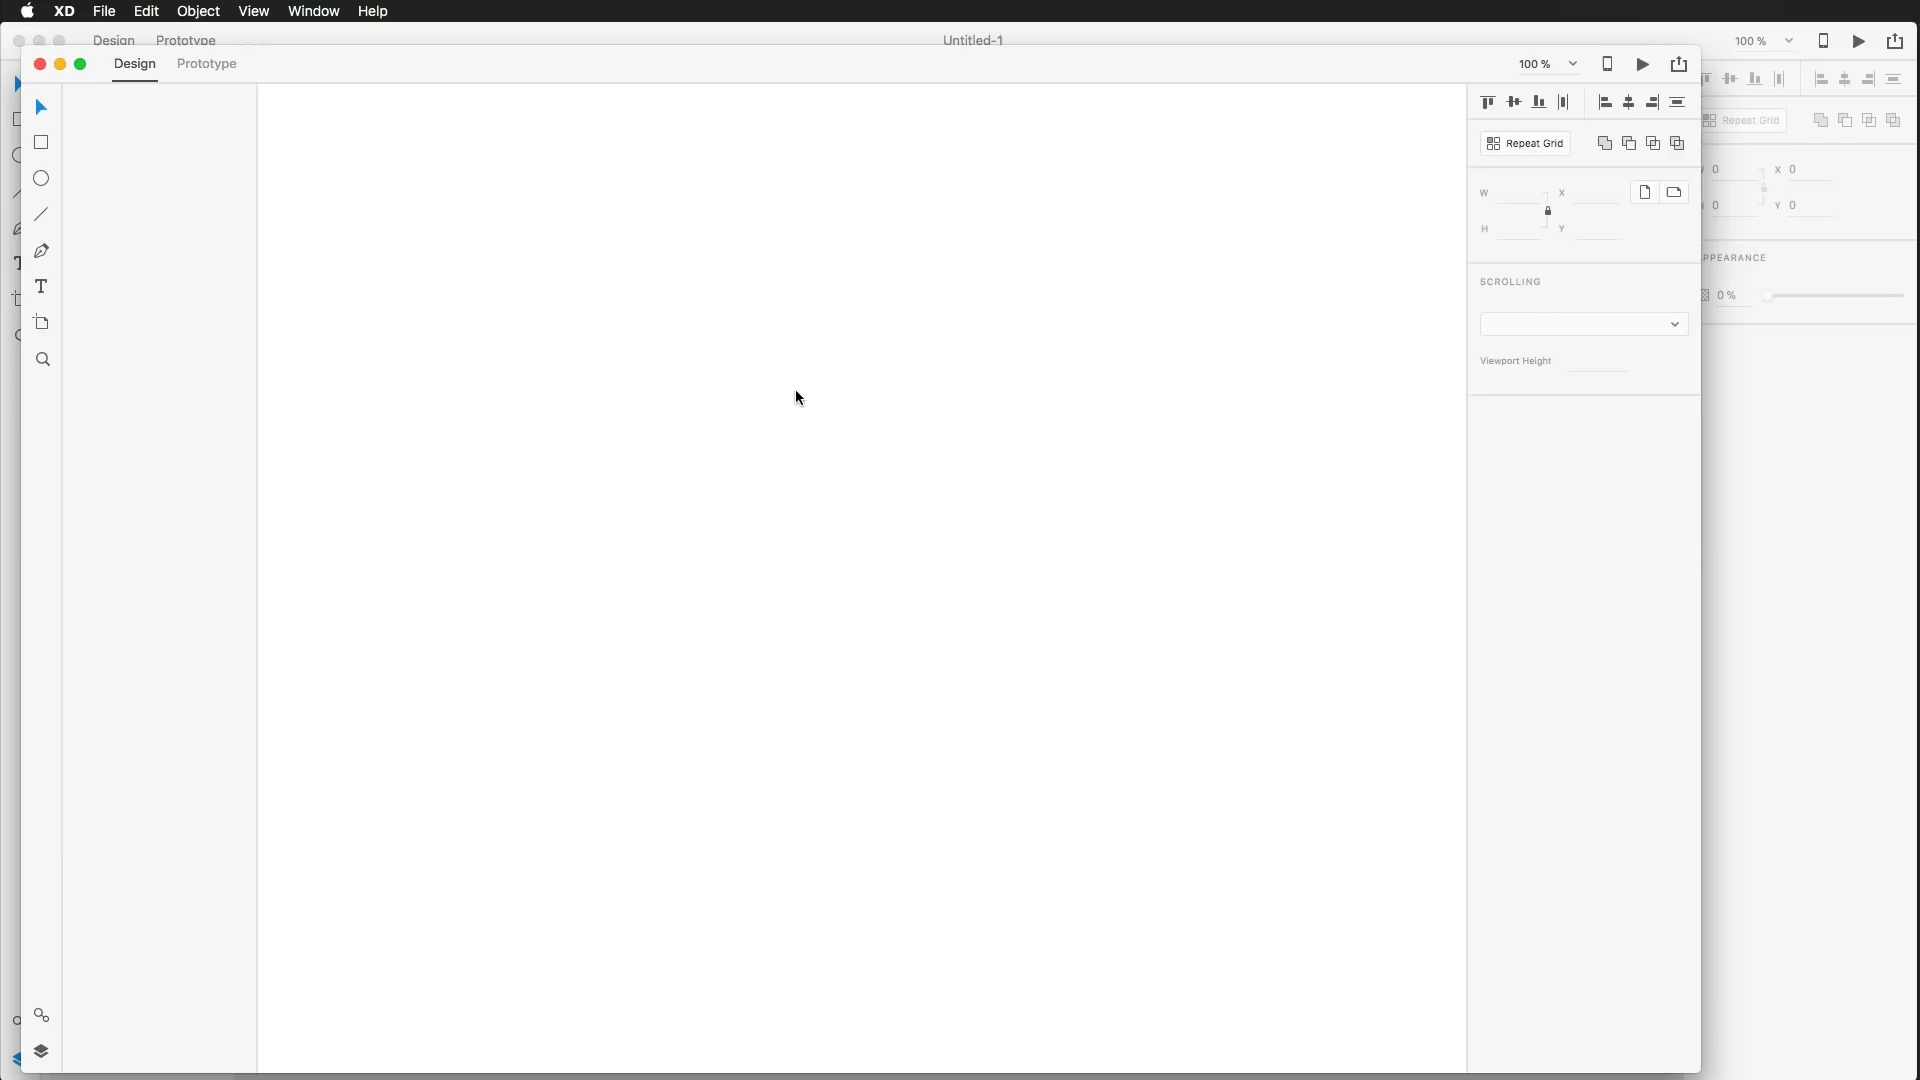 XD File Edit Object View Window Help
Design Prototype Untitled-1 100 %
Design Prototype 100 %
Repeat Grid
Repeat Grid
W X
H Y
0 X 0
0 Y 0
SCROLLING
Viewport Height
PPEARANCE
0 %
T
T